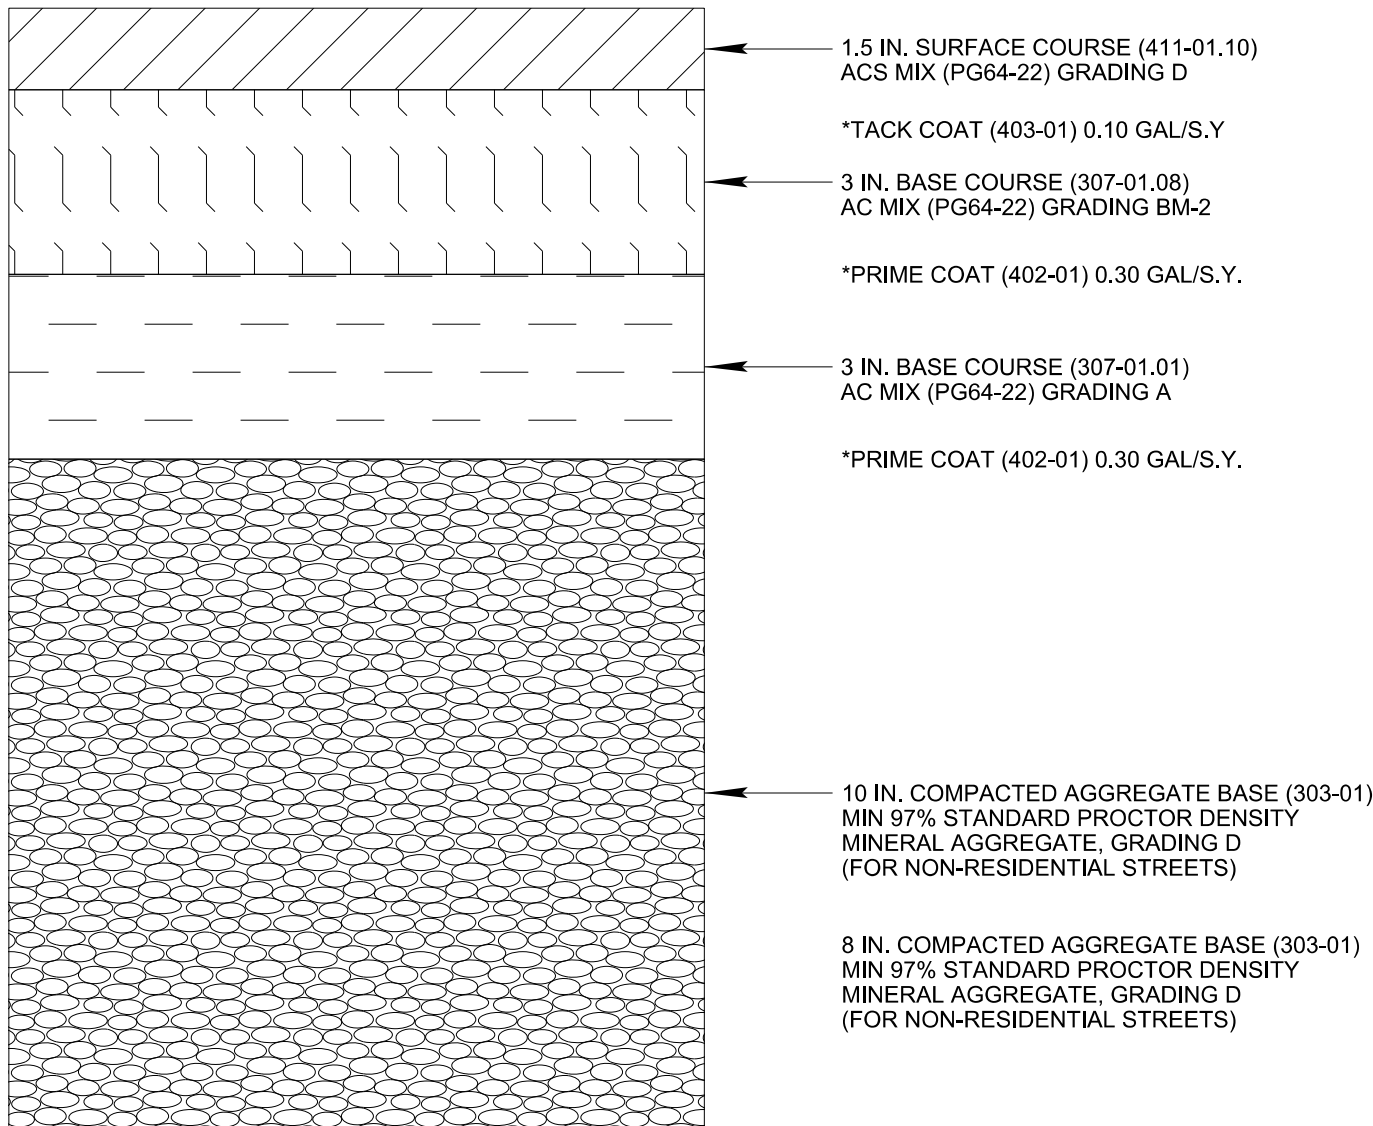 1.5 IN. SURFACE COURSE (411-01.10)
ACS MIX (PG64-22) GRADING D
*TACK COAT (403-01) 0.10 GAL/S.Y
3 IN. BASE COURSE (307-01.08)
AC MIX (PG64-22) GRADING BM-2
*PRIME COAT (402-01) 0.30 GAL/S.Y.
3 IN. BASE COURSE (307-01.01)
AC MIX (PG64-22) GRADING A
*PRIME COAT (402-01) 0.30 GAL/S.Y.
10 IN. COMPACTED AGGREGATE BASE (303-01)
MIN 97% STANDARD PROCTOR DENSITY
MINERAL AGGREGATE, GRADING D
(FOR NON-RESIDENTIAL STREETS)
8 IN. COMPACTED AGGREGATE BASE (303-01)
MIN 97% STANDARD PROCTOR DENSITY
MINERAL AGGREGATE, GRADING D
(FOR NON-RESIDENTIAL STREETS)